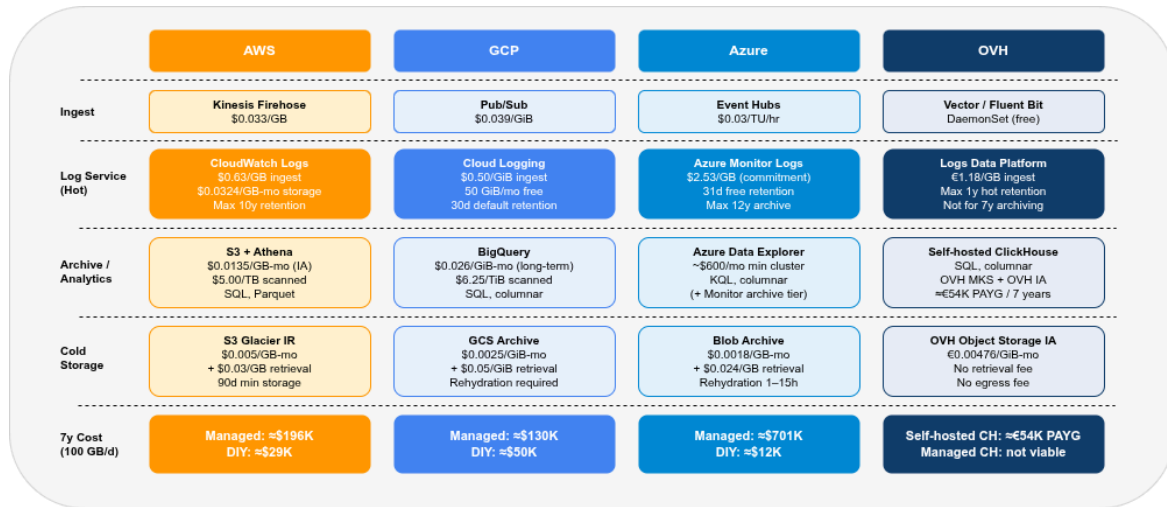 AWS
GCP
Azure
OVH
Ingest
Kinesis Firehose
$0.033/GB
Pub/Sub
$0.039/GiB
Event Hubs
$0.03/TU/hr
Vector / Fluent Bit
DaemonSet (free)
Log Service
(Hot)
CloudWatch Logs
$0.63/GB ingest
$0.0324/GB-mo storage
Max 10y retention
Cloud Logging
$0.50/GiB ingest
50 GiB/mo free
30d default retention
Azure Monitor Logs
$2.53/GB (commitment)
31d free retention
Max 12y archive
Logs Data Platform
€1.18/GB ingest
Max 1y hot retention
Not for 7y archiving
Archive /
Analytics
S3 + Athena
$0.0135/GB-mo (IA)
$5.00/TB scanned
SQL, Parquet
BigQuery
$0.026/GiB-mo (long-term)
$6.25/TiB scanned
SQL, columnar
Azure Data Explorer
~$600/mo min cluster
KQL, columnar
(+ Monitor archive tier)
Self-hosted ClickHouse
SQL, columnar
OVH MKS + OVH IA
≈€54K PAYG / 7 years
Cold
Storage
S3 Glacier IR
$0.005/GB-mo
+ $0.03/GB retrieval
90d min storage
GCS Archive
$0.0025/GiB-mo
+ $0.05/GiB retrieval
Rehydration required
Blob Archive
$0.0018/GB-mo
+ $0.024/GB retrieval
Rehydration 1–15h
OVH Object Storage IA
€0.00476/GiB-mo
No retrieval fee
No egress fee
7y Cost
(100 GB/d)
Managed: ≈$196K
DIY: ≈$29K
Managed: ≈$130K
DIY: ≈$50K
Managed: ≈$701K
DIY: ≈$12K
Self-hosted CH: ≈€54K PAYG
Managed CH: not viable